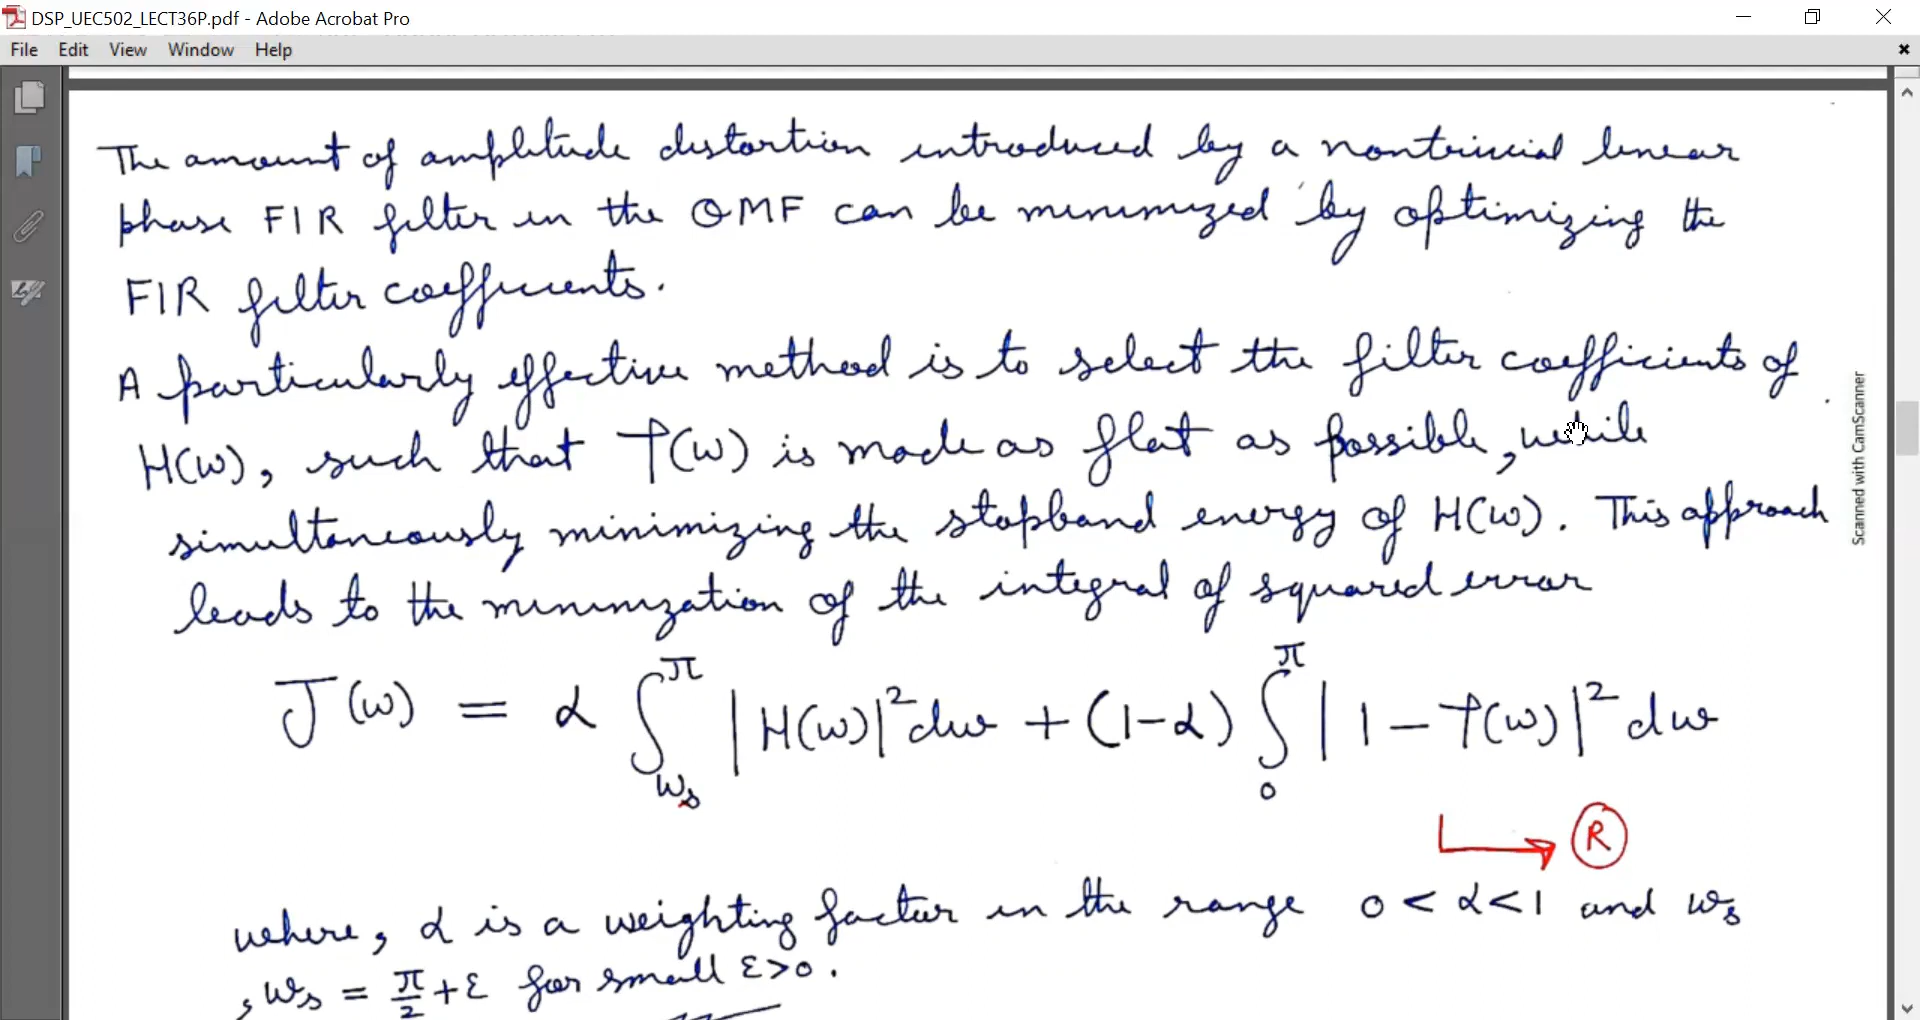 DSP_UEC502_LECT36P.pdf - Adobe Acrobat Pro
File Edit View Window Help
The amount of amplitude distortion introduced by a nontrivial linear
phase FIR filter in the QMF can be minimized by optimizing the
FIR filter coefficients.
A particularly effective method is to select the filter coefficients of
H(ω), such that T(ω) is made as flat as possible, while
simultaneously minimizing the stopband energy of H(ω). This approach
leads to the minimization of the integral of squared error
J(ω) = α ∫_{ωs}^{π} |H(ω)|² dω + (1-α) ∫_{0}^{π} |1 - T(ω)|² dω
R
where, α is a weighting factor in the range 0 < α < 1 and ωs
, ωs = π/2 + ε for small ε>0.
Scanned with CamScanner